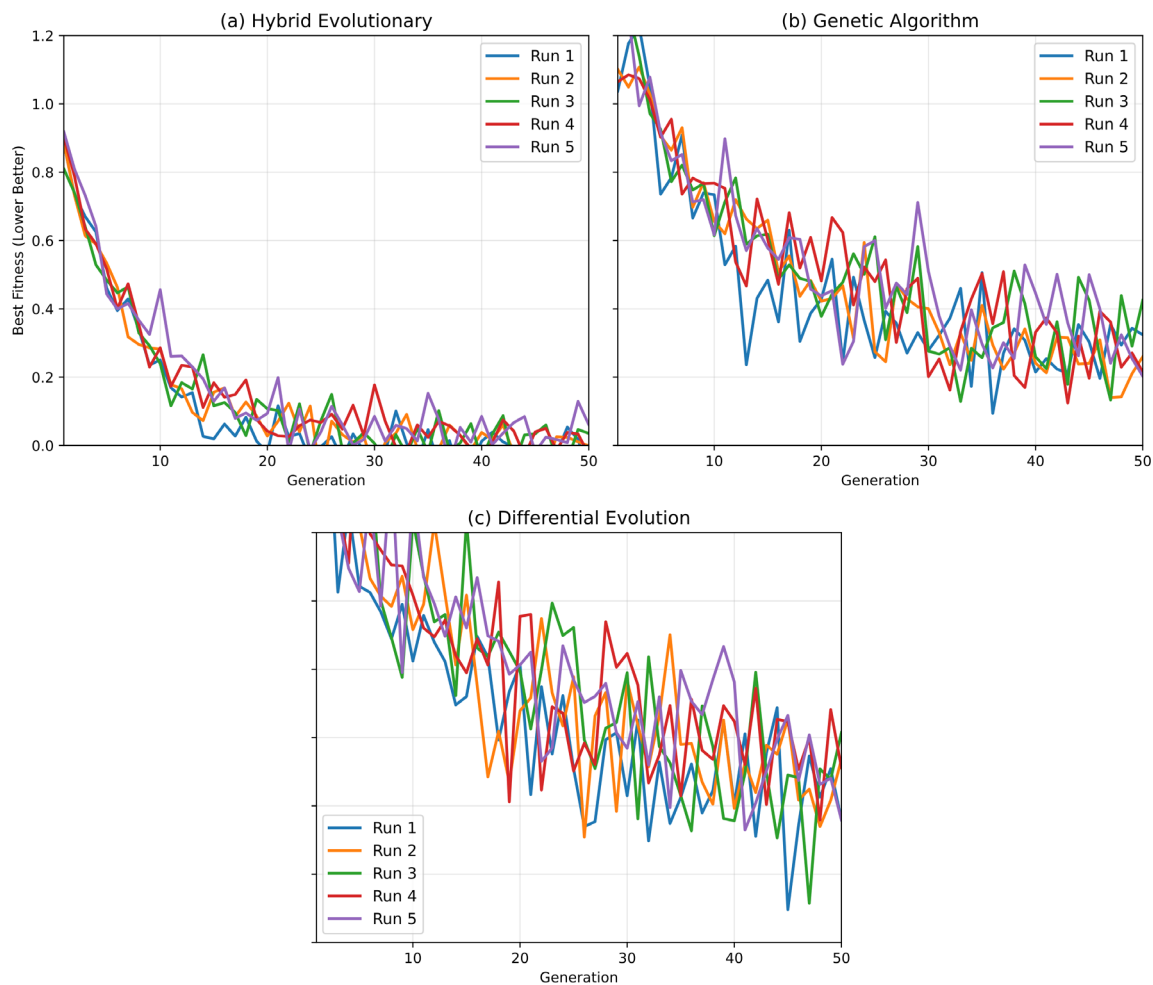 (a) Hybrid Evolutionary
Best Fitness (Lower Better)
1.2
1.0
0.8
0.6
0.4
0.2
0.0
Run 1
Run 2
Run 3
Run 4
Run 5
10 20 30 40 50
Generation
(b) Genetic Algorithm
Run 1
Run 2
Run 3
Run 4
Run 5
10 20 30 40 50
Generation
(c) Differential Evolution
Run 1
Run 2
Run 3
Run 4
Run 5
10 20 30 40 50
Generation